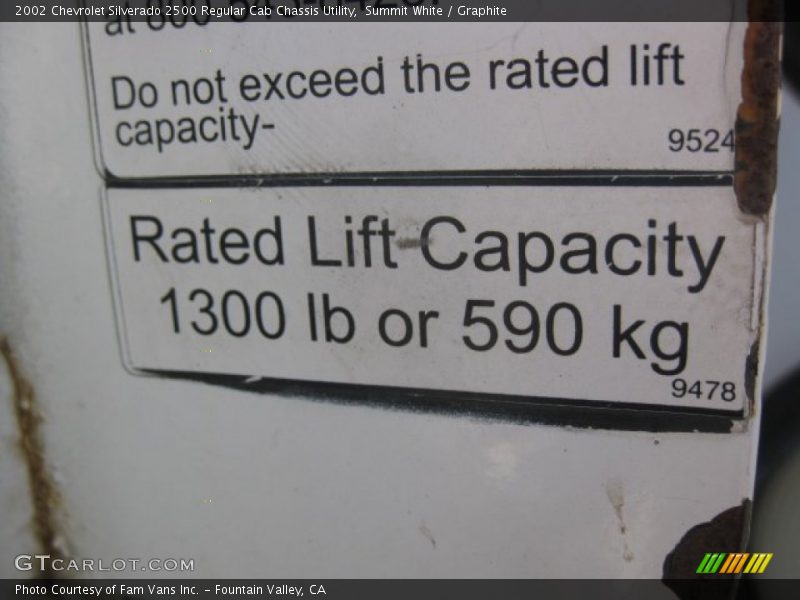 2002 Chevrolet Silverado 2500 Regular Cab Chassis Utility, Summit White / Graphite
at 800
Do not exceed the rated lift
capacity-
9524
Rated Lift Capacity
1300 lb or 590 kg
9478
GTCARLOT.COM
Photo Courtesy of Fam Vans Inc. - Fountain Valley, CA